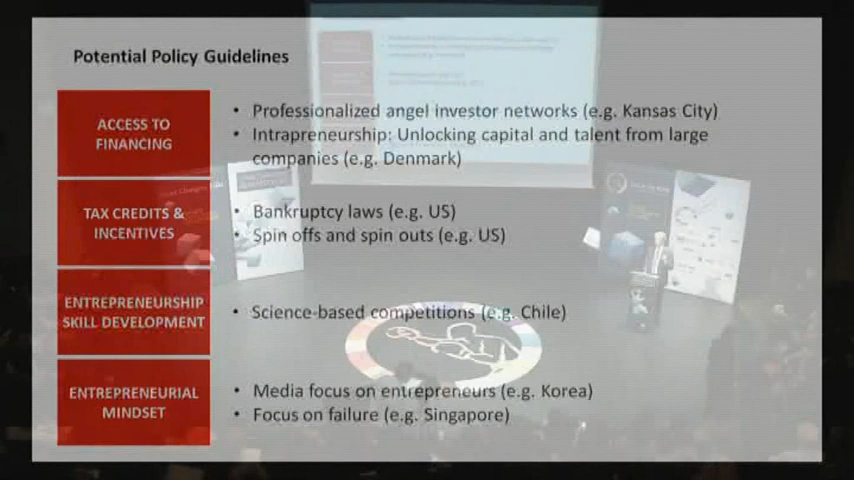 Potential Policy Guidelines
ACCESS TO
FINANCING
• Professionalized angel investor networks (e.g. Kansas City)
• Intrapreneurship: Unlocking capital and talent from large
companies (e.g. Denmark)
TAX CREDITS &
INCENTIVES
• Bankruptcy laws (e.g. US)
• Spin offs and spin outs (e.g. US)
ENTREPRENEURSHIP
SKILL DEVELOPMENT
• Science-based competitions (e.g. Chile)
ENTREPRENEURIAL
MINDSET
• Media focus on entrepreneurs (e.g. Korea)
• Focus on failure (e.g. Singapore)